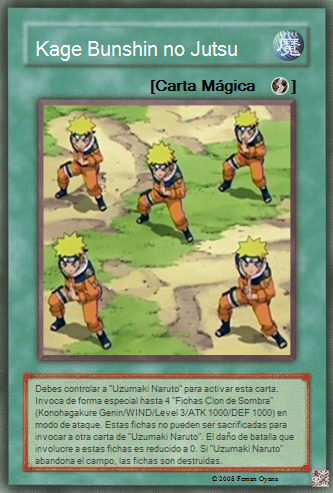 Kage Bunshin no Jutsu
魔
[Carta Mágica]
Debes controlar a "Uzumaki Naruto" para activar esta carta.
Invoca de forma especial hasta 4 "Fichas Clon de Sombra"
(Konohagakure Genin/WIND/Level 3/ATK 1000/DEF 1000) en
modo de ataque. Estas fichas no pueden ser sacrificadas para
invocar a otra carta de "Uzumaki Naruto". El daño de batalla que
involucre a estas fichas es reducido a 0. Si "Uzumaki Naruto"
abandona el campo, las fichas son destruidas.
© 2008 Fernan Oyana